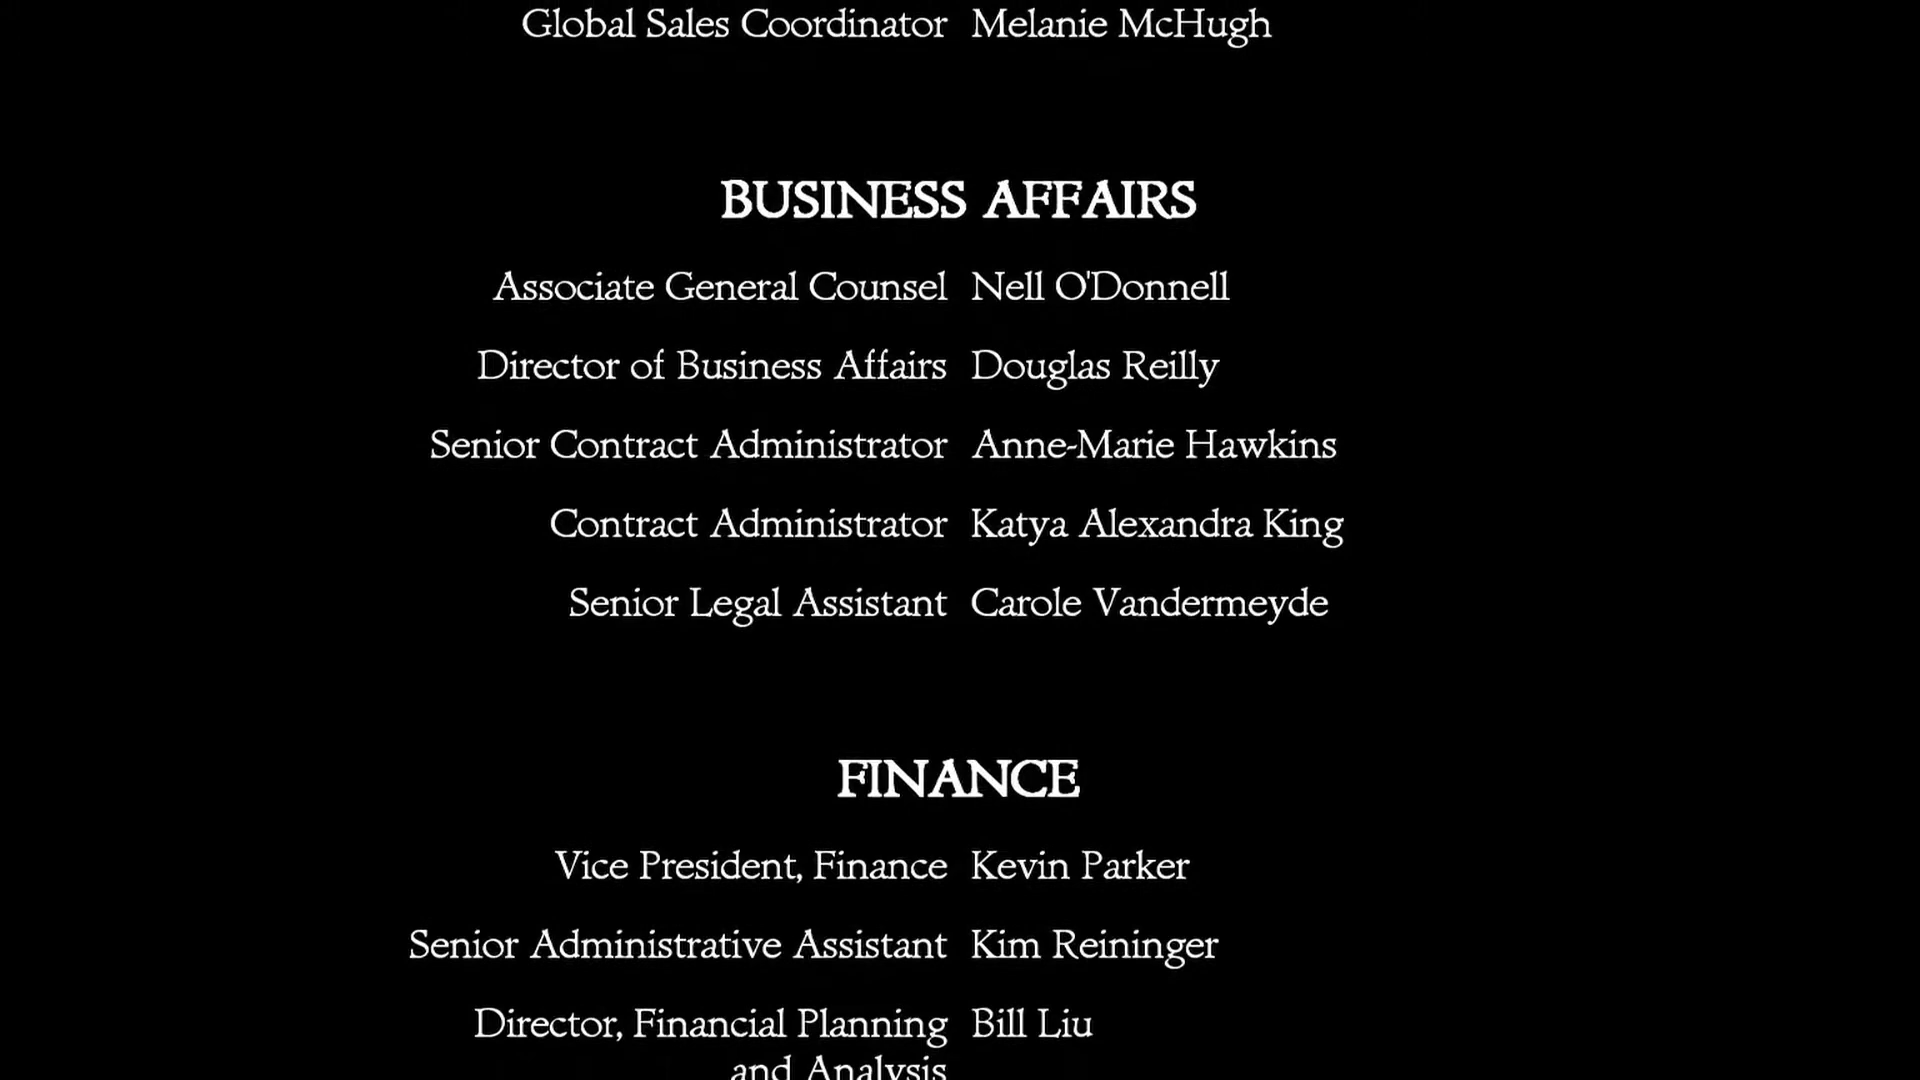 Global Sales Coordinator Melanie McHugh
BUSINESS AFFAIRS
Associate General Counsel Nell O'Donnell
Director of Business Affairs Douglas Reilly
Senior Contract Administrator Anne-Marie Hawkins
Contract Administrator Katya Alexandra King
Senior Legal Assistant Carole Vandermeyde
FINANCE
Vice President, Finance Kevin Parker
Senior Administrative Assistant Kim Reininger
Director, Financial Planning Bill Liu
and Analysis